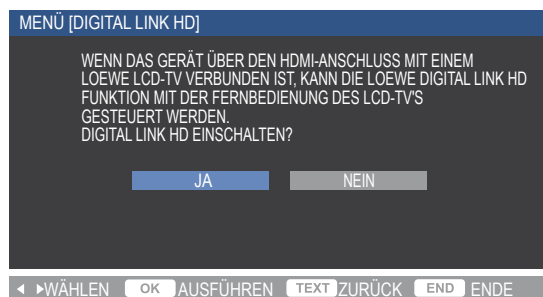 MENÜ [DIGITAL LINK HD]
WENN DAS GERÄT ÜBER DEN HDMI-ANSCHLUSS MIT EINEM
LOEWE LCD-TV VERBUNDEN IST, KANN DIE LOEWE DIGITAL LINK HD
FUNKTION MIT DER FERNBEDIENUNG DES LCD-TV'S
GESTEUERT WERDEN.
DIGITAL LINK HD EINSCHALTEN?
JA NEIN
WÄHLEN OK AUSFÜHREN TEXT ZURÜCK END ENDE